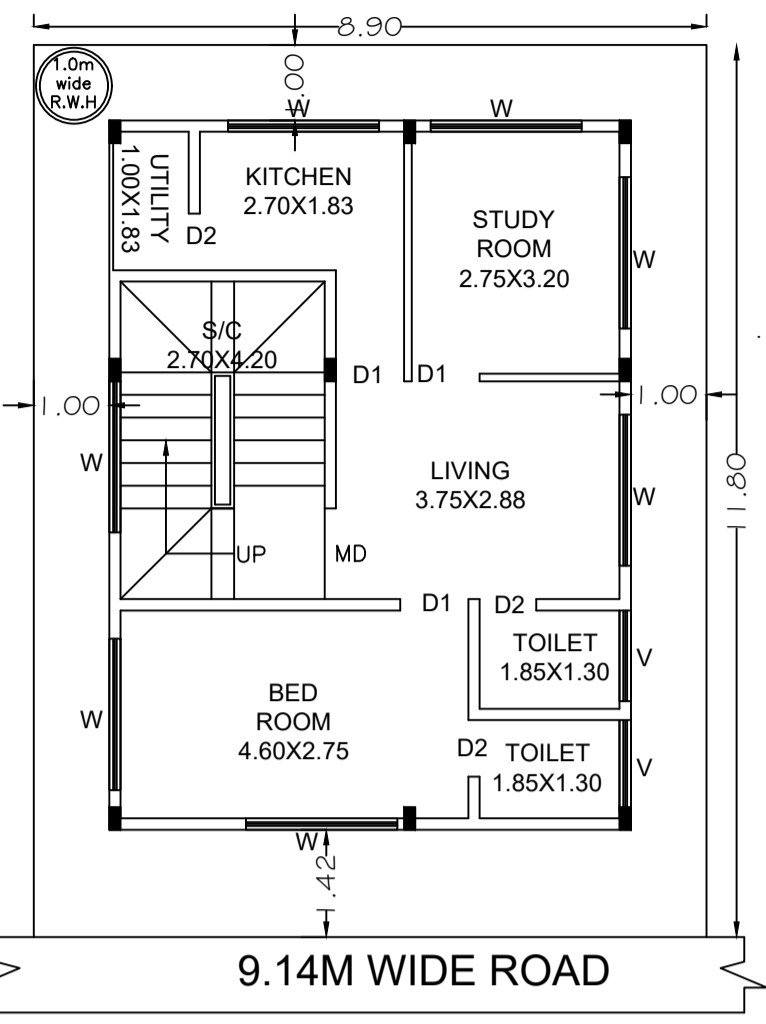 8.90
1.0m
wide
R.W.H
1.00
W
W
UTILITY
1.00X1.83
KITCHEN
2.70X1.83
D2
STUDY
ROOM
2.75X3.20
W
S/C
2.70X4.20
D1
D1
1.00
1.00
W
LIVING
3.75X2.88
W
11.80
UP
MD
D1
D2
TOILET
1.85X1.30
V
BED
ROOM
4.60X2.75
W
D2
TOILET
1.85X1.30
V
W
1.42
9.14M WIDE ROAD